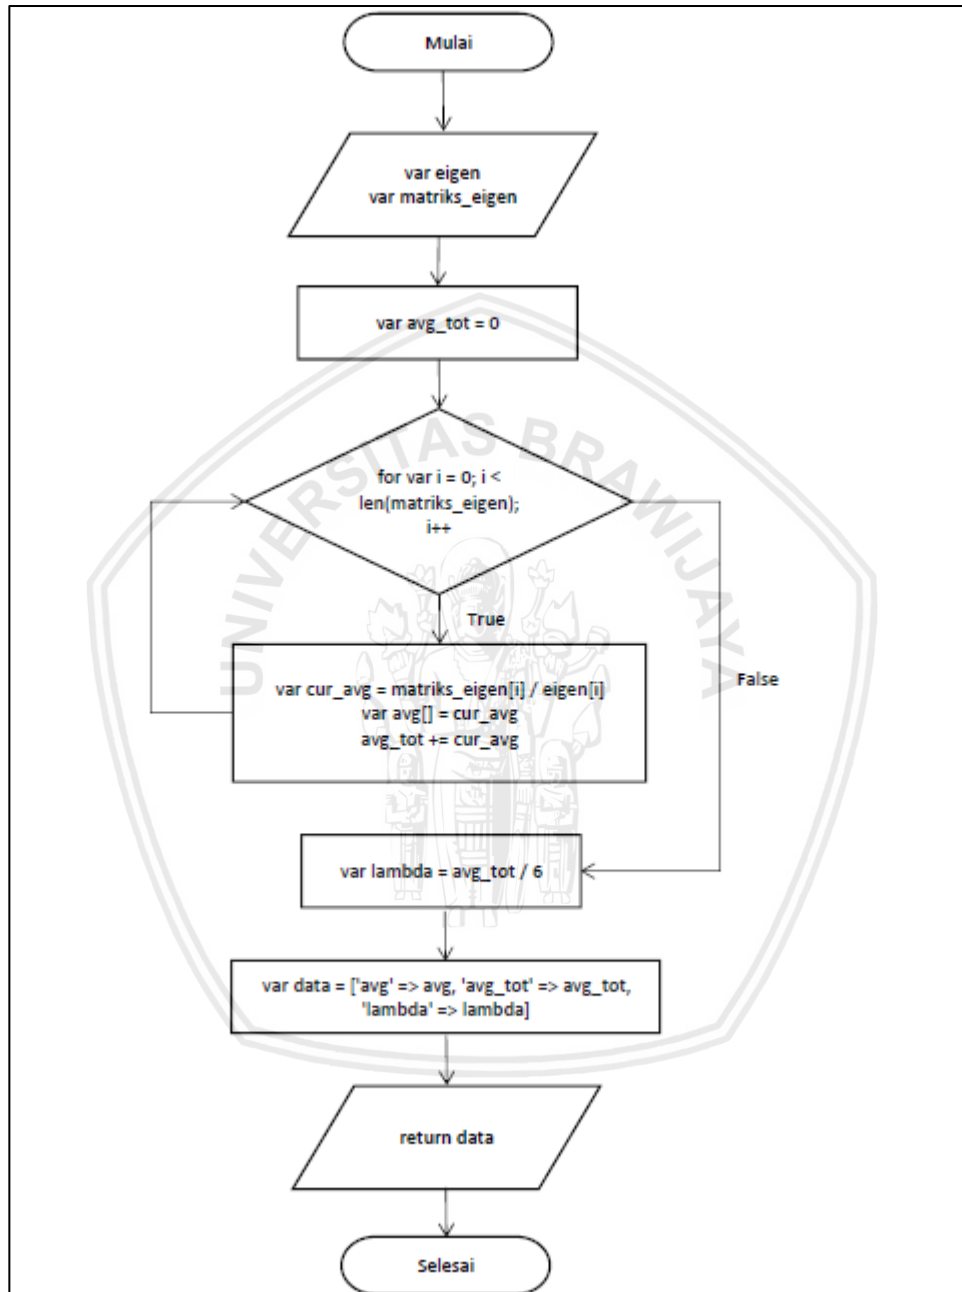 Mulai
var eigen
var matriks_eigen
var avg_tot = 0
UNIVERSITAS BRAWIJAYA
for var i = 0; i <
len(matriks_eigen);
i++
True
False
var cur_avg = matriks_eigen[i] / eigen[i]
var avg[] = cur_avg
avg_tot += cur_avg
var lambda = avg_tot / 6
var data = ['avg' => avg, 'avg_tot' => avg_tot,
'lambda' => lambda]
return data
Selesai